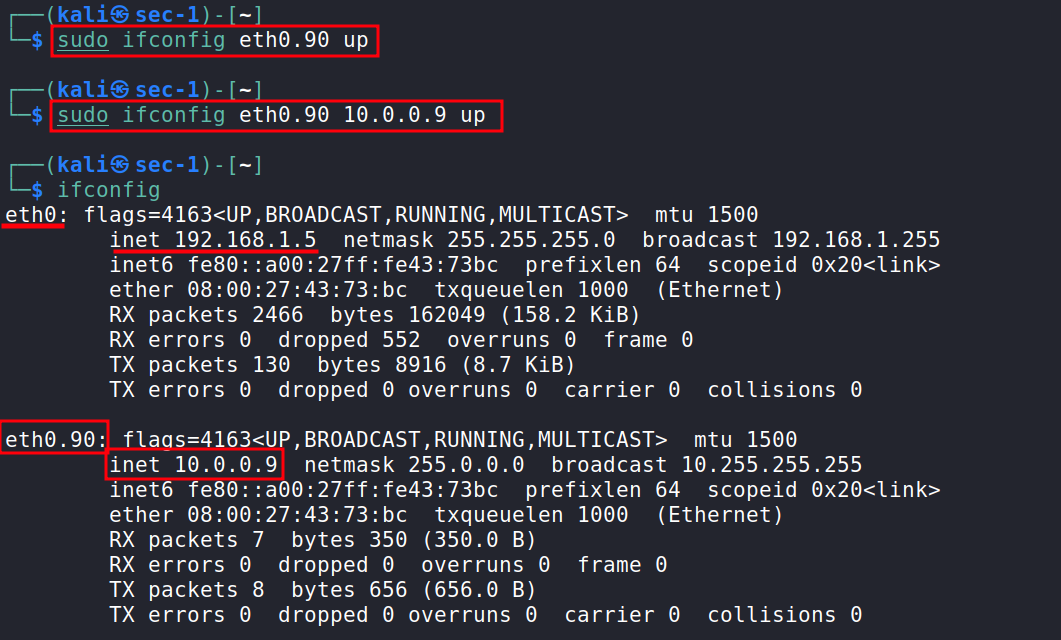 ┌──(kali㉿sec-1)-[~]
└─$ sudo ifconfig eth0.90 up
┌──(kali㉿sec-1)-[~]
└─$ sudo ifconfig eth0.90 10.0.0.9 up
┌──(kali㉿sec-1)-[~]
└─$ ifconfig
eth0: flags=4163<UP,BROADCAST,RUNNING,MULTICAST>  mtu 1500
        inet 192.168.1.5  netmask 255.255.255.0  broadcast 192.168.1.255
        inet6 fe80::a00:27ff:fe43:73bc  prefixlen 64  scopeid 0x20<link>
        ether 08:00:27:43:73:bc  txqueuelen 1000  (Ethernet)
        RX packets 2466  bytes 162049 (158.2 KiB)
        RX errors 0  dropped 552  overruns 0  frame 0
        TX packets 130  bytes 8916 (8.7 KiB)
        TX errors 0  dropped 0 overruns 0  carrier 0  collisions 0
eth0.90: flags=4163<UP,BROADCAST,RUNNING,MULTICAST>  mtu 1500
        inet 10.0.0.9  netmask 255.0.0.0  broadcast 10.255.255.255
        inet6 fe80::a00:27ff:fe43:73bc  prefixlen 64  scopeid 0x20<link>
        ether 08:00:27:43:73:bc  txqueuelen 1000  (Ethernet)
        RX packets 7  bytes 350 (350.0 B)
        RX errors 0  dropped 0  overruns 0  frame 0
        TX packets 8  bytes 656 (656.0 B)
        TX errors 0  dropped 0 overruns 0  carrier 0  collisions 0